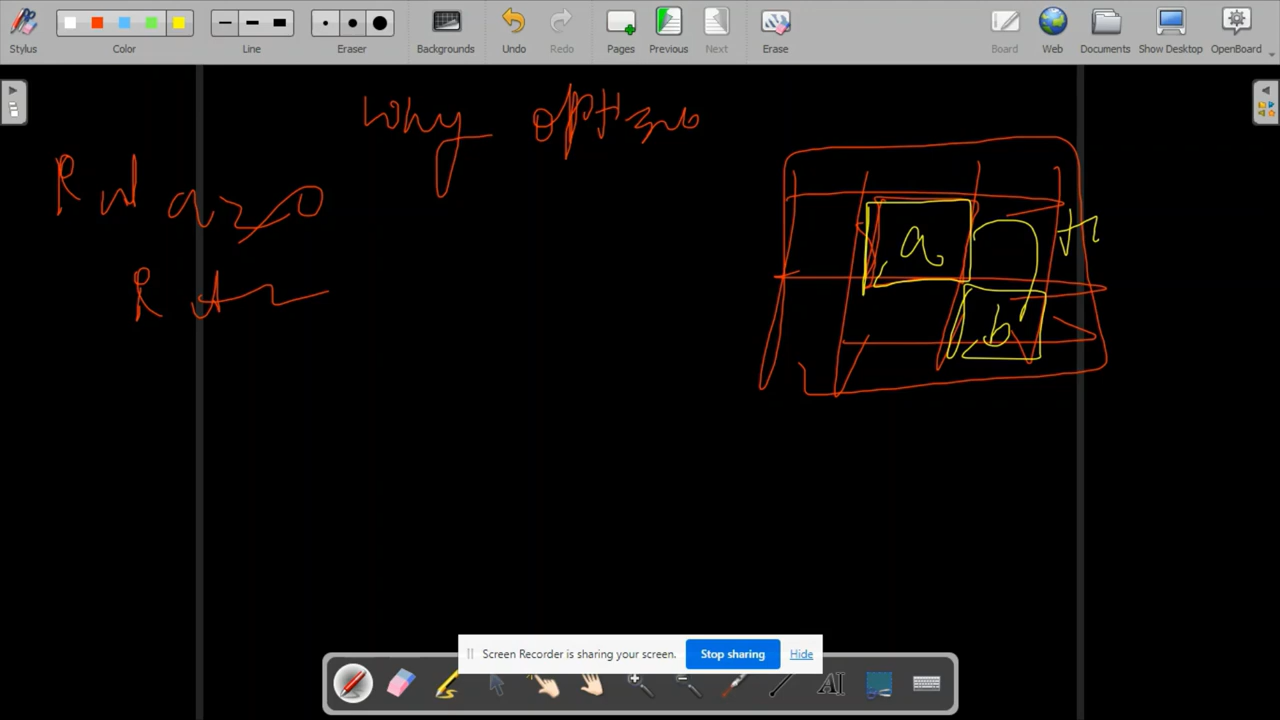 Stylus
Color
Line
Eraser
Backgrounds
Undo
Redo
Pages
Previous
Next
Erase
Board
Web
Documents
Show Desktop
OpenBoard
Why
R
a
R
a
b
Screen Recorder is sharing your screen.
Stop sharing
Hide